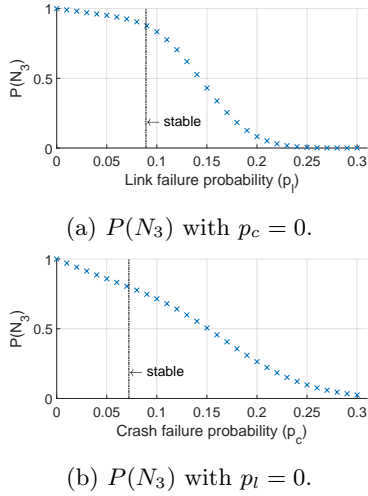 1
0.5
0
P(N3)
← stable
0 0.05 0.1 0.15 0.2 0.25 0.3
Link failure probability (pl)
(a) P(N3) with pc = 0.
1
0.5
0
P(N3)
← stable
0 0.05 0.1 0.15 0.2 0.25 0.3
Crash failure probability (pc)
(b) P(N3) with pl = 0.